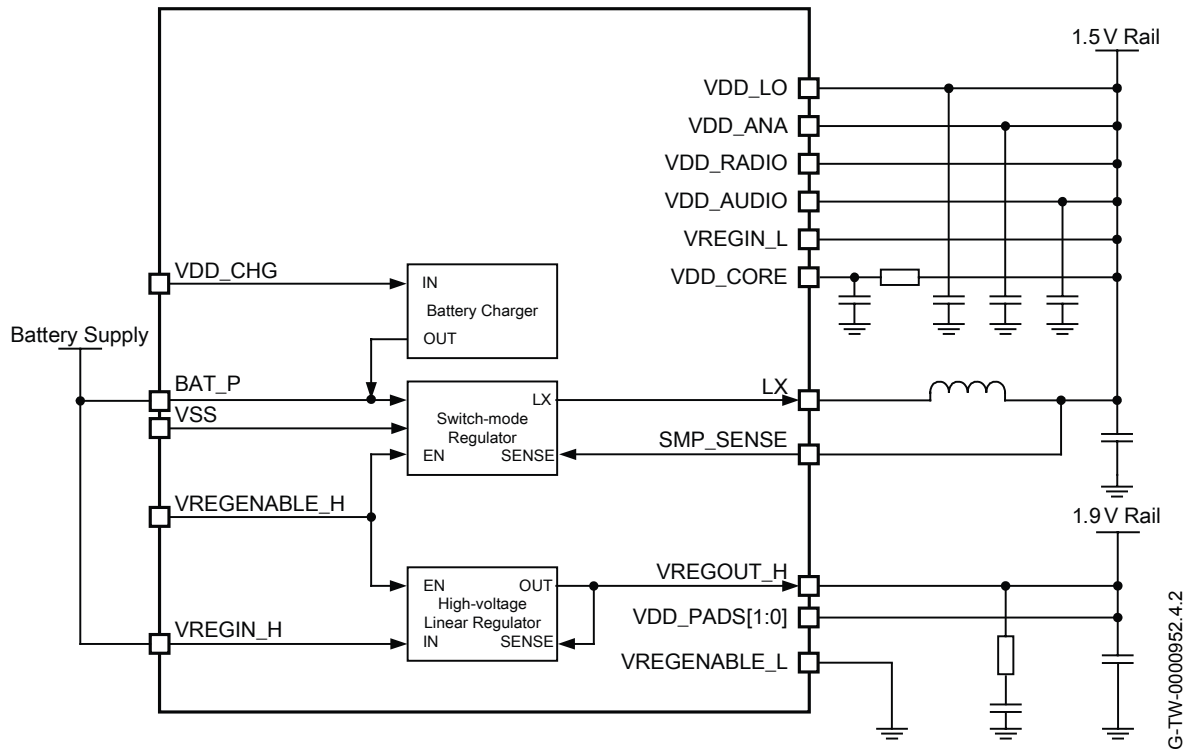 1.5 V Rail
VDD_LO
VDD_ANA
VDD_RADIO
VDD_AUDIO
VREGIN_L
VDD_CORE
VDD_CHG
IN
Battery Charger
OUT
Battery Supply
BAT_P
VSS
LX
Switch-mode
Regulator
EN
SENSE
LX
SMP_SENSE
VREGENABLE_H
1.9 V Rail
EN
OUT
High-voltage
Linear Regulator
IN
SENSE
VREGIN_H
VREGOUT_H
VDD_PADS[1:0]
VREGENABLE_L
G-TW-0000952.4.2